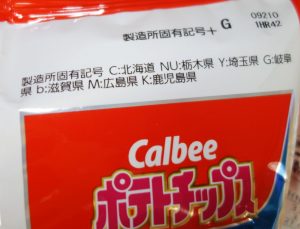 製造所固有記号+ G 09210
1HR42
製造所固有記号 C:北海道 NU:栃木県 Y:埼玉県 G:岐阜
県 b:滋賀県 M:広島県 K:鹿児島県
Calbee
ポテトチップス